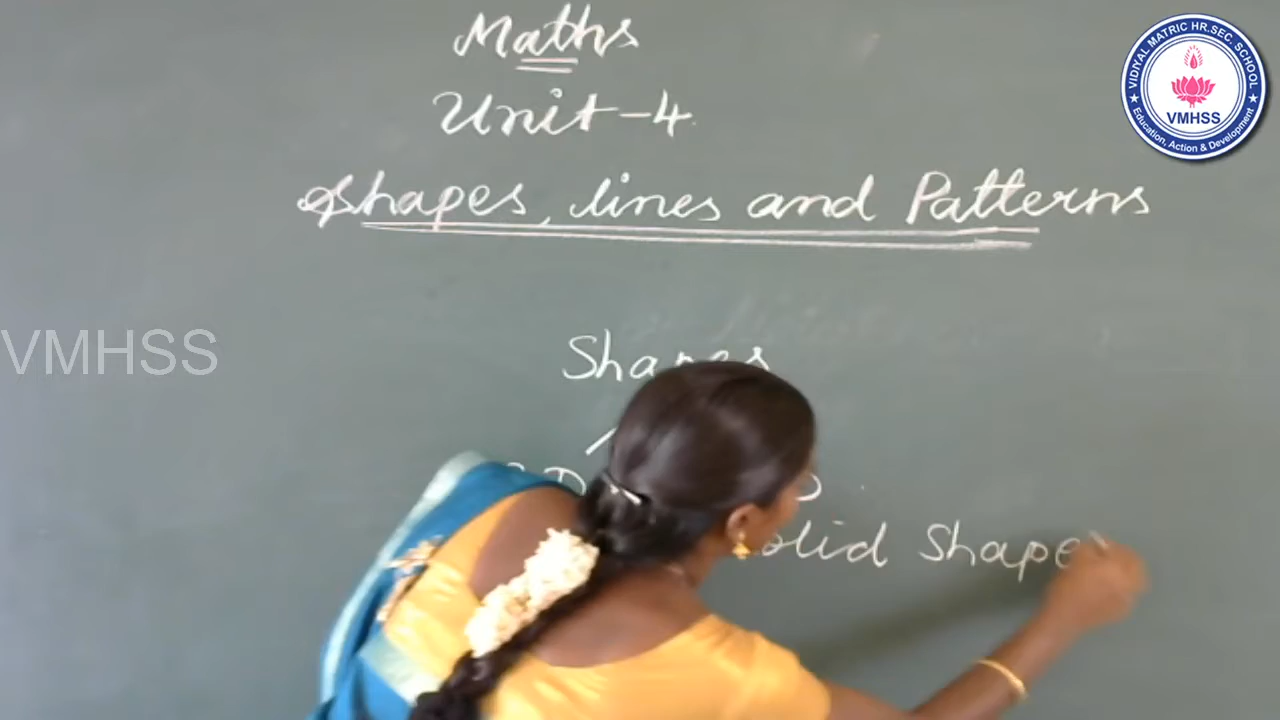 Maths
Unit-4
Shapes, lines and Patterns
Shapes
D
Solid Shape
VMHSS
VIDIYAL MATRIC HR.SEC. SCHOOL
VMHSS
★ Education, Action & Development ★